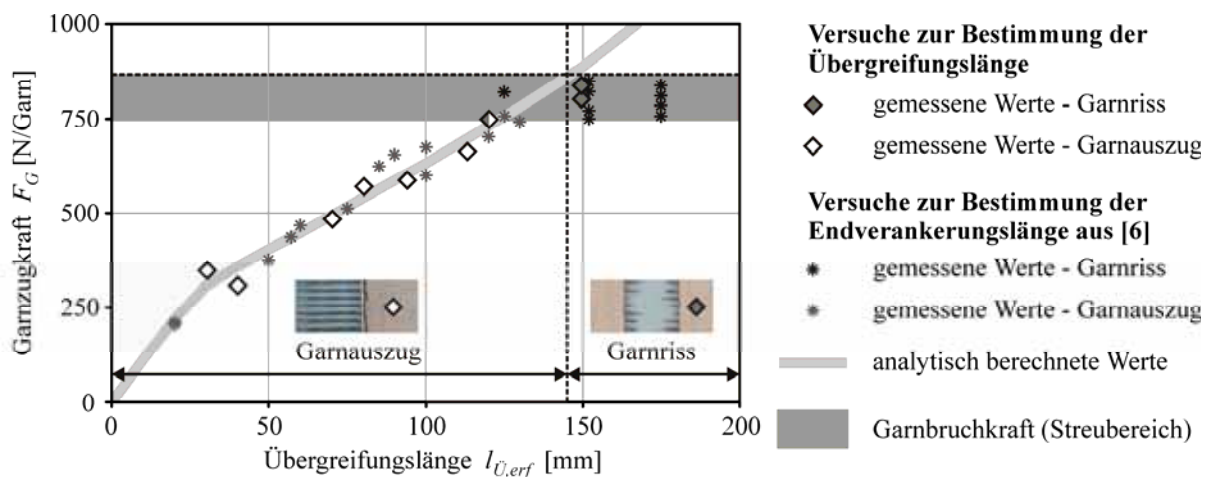 1000
750
500
250
0
Garnzugkraft F_G [N/Garn]
Garnauszug
Garnriss
0 50 100 150 200
Übergreifungslänge l_Ü,erf [mm]
Versuche zur Bestimmung der
Übergreifungslänge
gemessene Werte - Garnriss
gemessene Werte - Garnauszug
Versuche zur Bestimmung der
Endverankerungslänge aus [6]
gemessene Werte - Garnriss
gemessene Werte - Garnauszug
analytisch berechnete Werte
Garnbruchkraft (Streubereich)